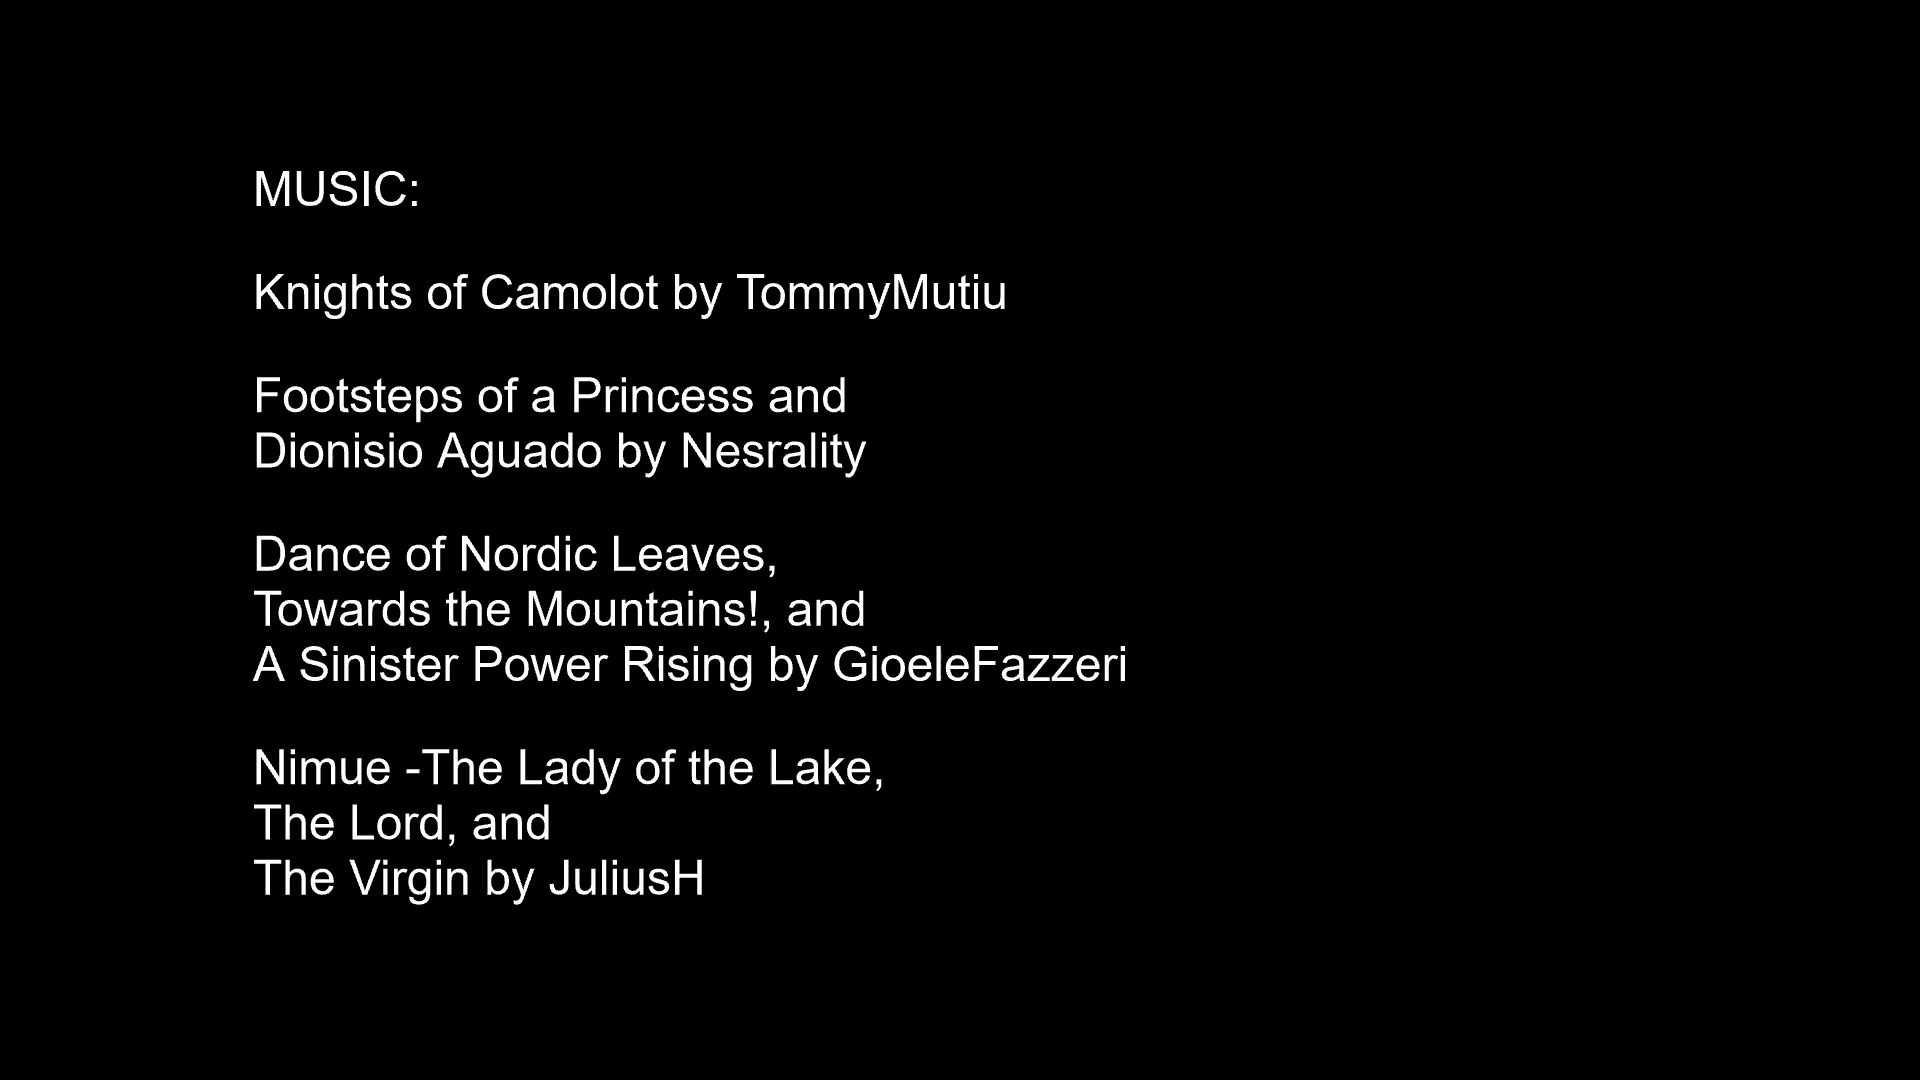 MUSIC:
Knights of Camolot by TommyMutiu
Footsteps of a Princess and
Dionisio Aguado by Nesrality
Dance of Nordic Leaves,
Towards the Mountains!, and
A Sinister Power Rising by GioeleFazzeri
Nimue -The Lady of the Lake,
The Lord, and
The Virgin by JuliusH